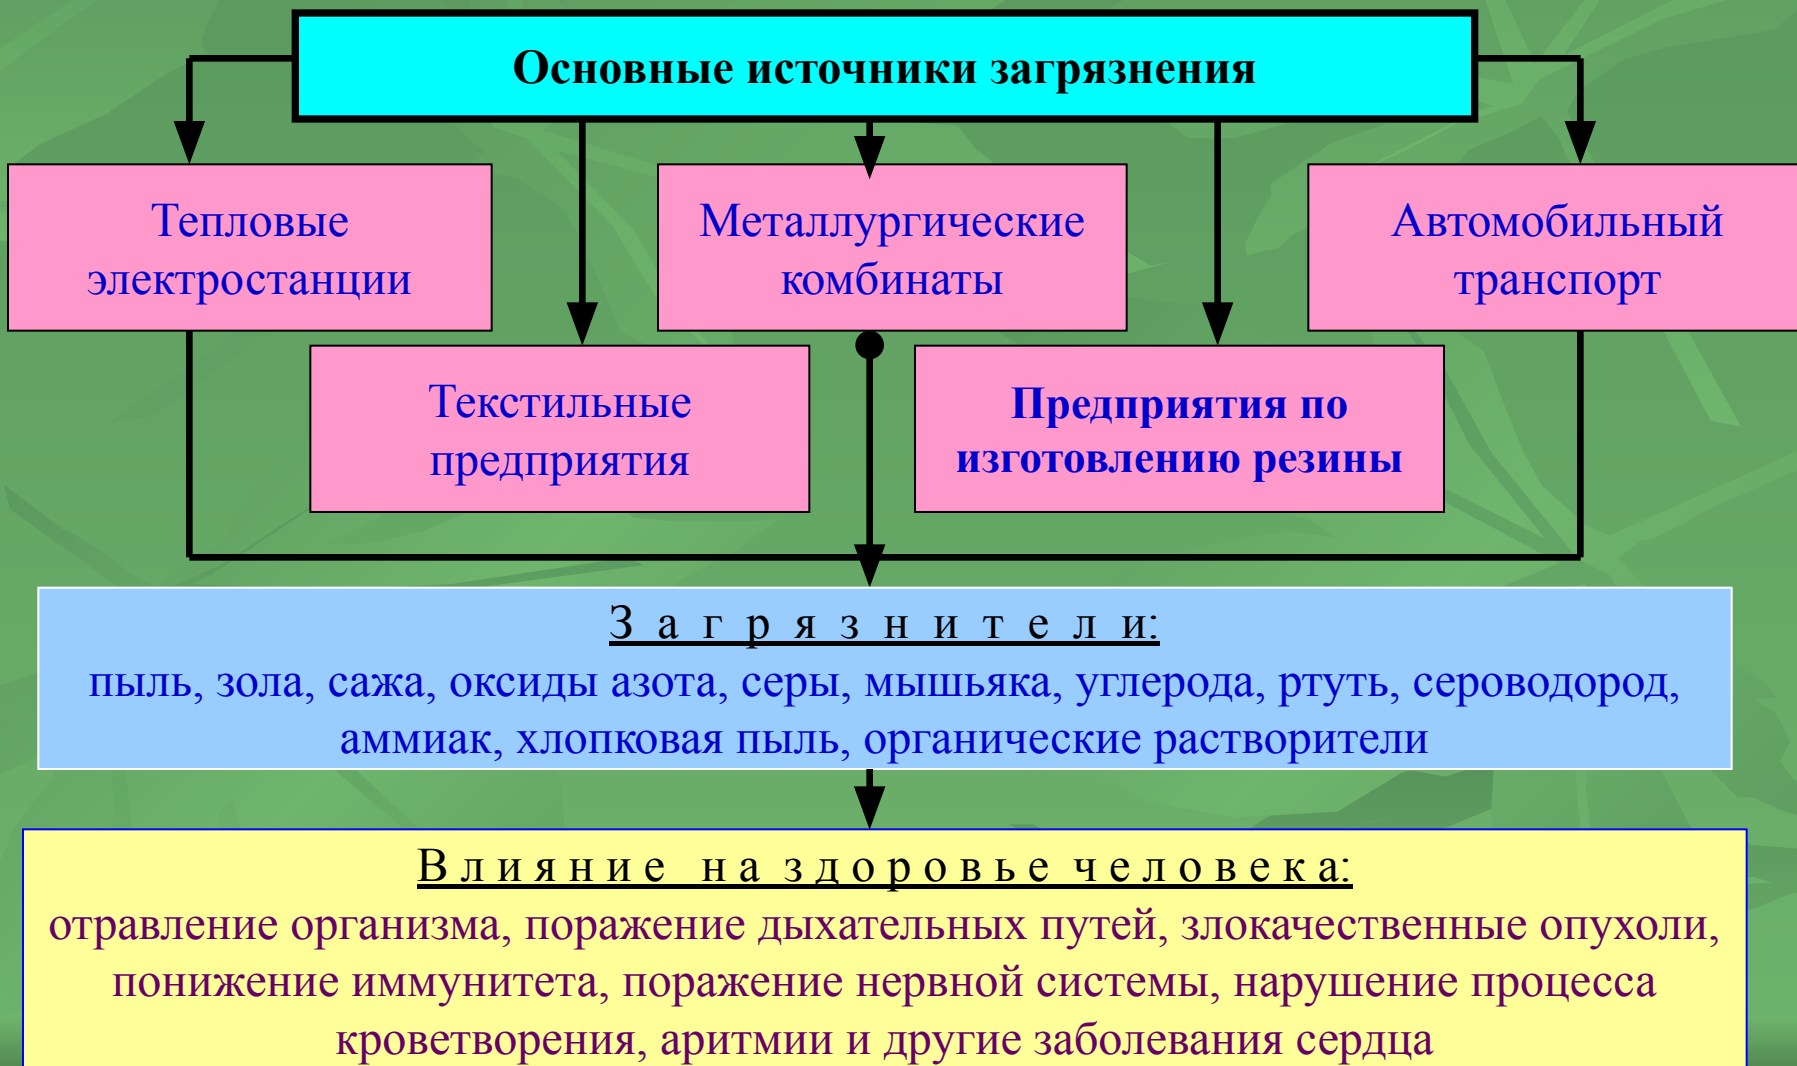 Основные источники загрязнения
Тепловые
электростанции
Металлургические
комбинаты
Автомобильный
транспорт
Текстильные
предприятия
Предприятия по
изготовлению резины
З а г р я з н и т е л и:
пыль, зола, сажа, оксиды азота, серы, мышьяка, углерода, ртуть, сероводород,
аммиак, хлопковая пыль, органические растворители
В л и я н и е н а з д о р о в ь е ч е л о в е к а:
отравление организма, поражение дыхательных путей, злокачественные опухоли,
понижение иммунитета, поражение нервной системы, нарушение процесса
кроветворения, аритмии и другие заболевания сердца